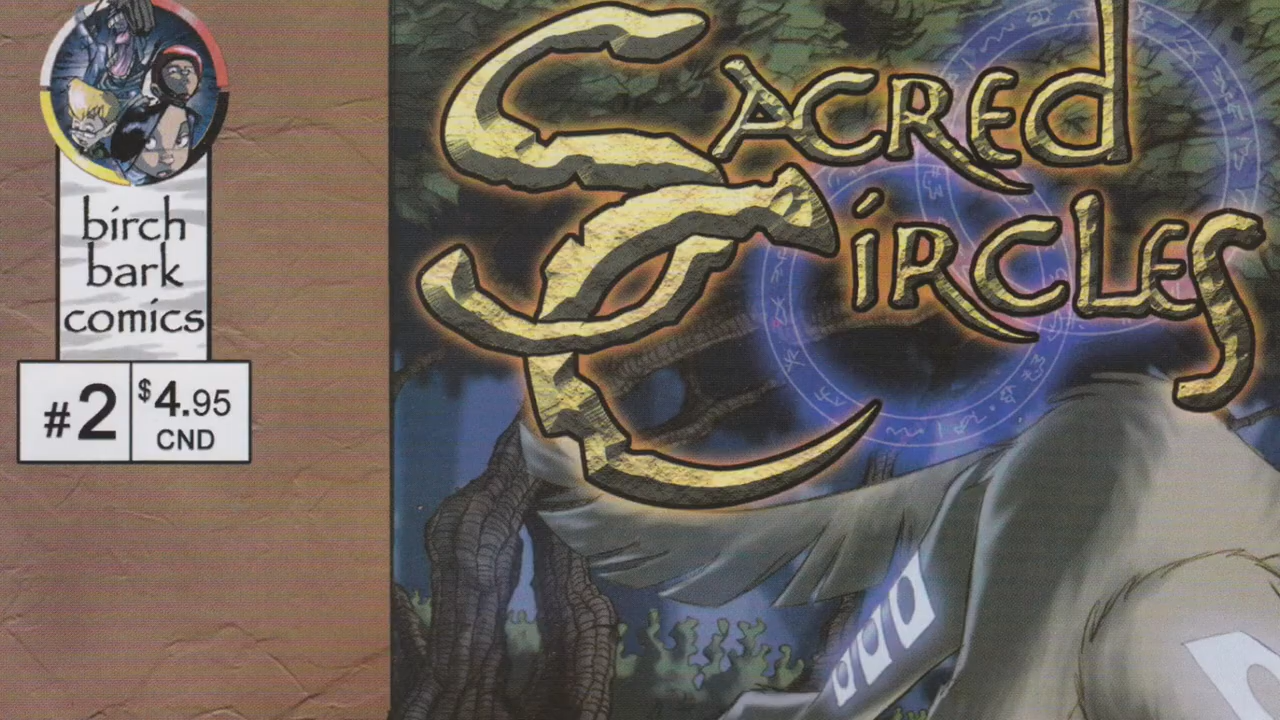 birch
bark
comics
#2
$4.95
CND
SACRED
CIRCLES